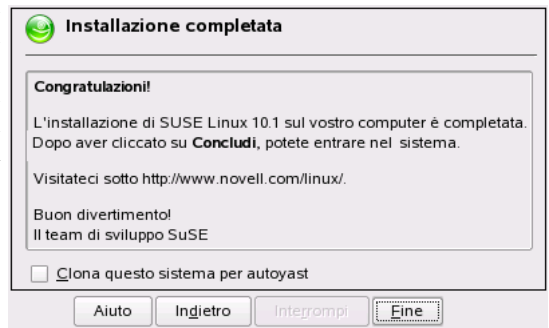 Installazione completata
Congratulazioni!
L'installazione di SUSE Linux 10.1 sul vostro computer è completata.
Dopo aver cliccato su Concludi, potete entrare nel sistema.
Visitateci sotto http://www.novell.com/linux/.
Buon divertimento!
Il team di sviluppo SuSE
Clona questo sistema per autoyast
Aiuto Indietro Interrompi Fine